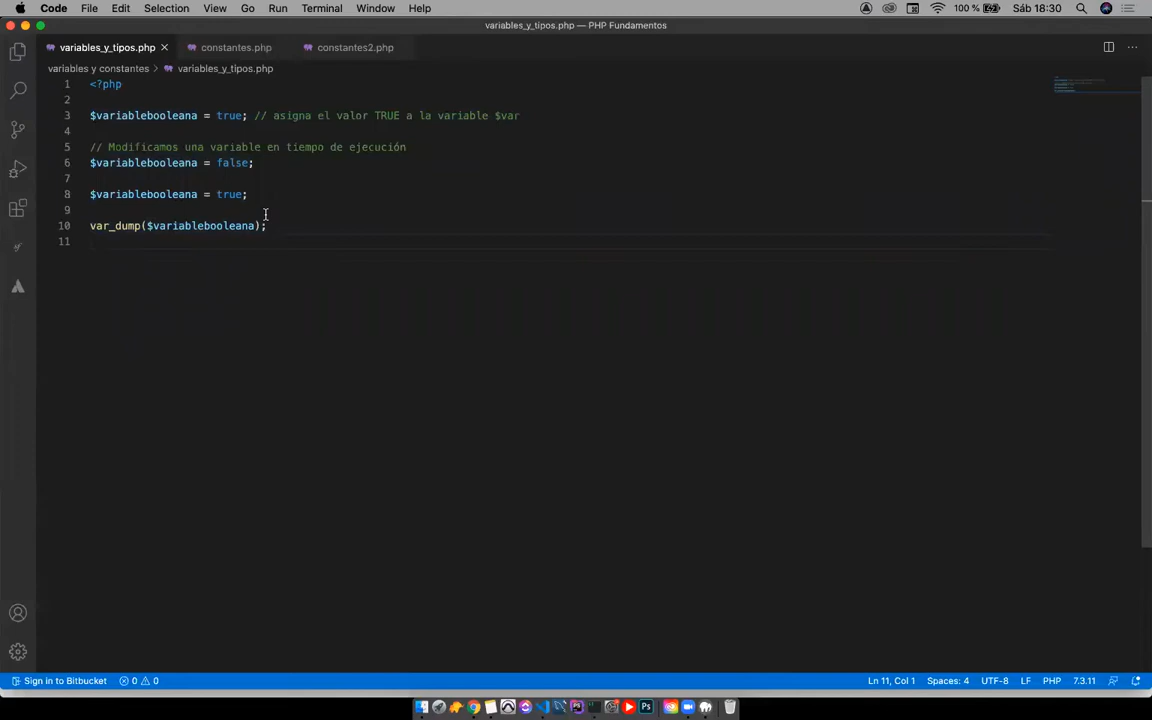 Code File Edit Selection View Go Run Terminal Window Help 100 % Sáb 18:30
variables_y_tipos.php — PHP Fundamentos
variables_y_tipos.php constantes.php constantes2.php
variables y constantes > variables_y_tipos.php
1 <?php
2
3 $variablebooleana = true; // asigna el valor TRUE a la variable $var
4
5 // Modificamos una variable en tiempo de ejecución
6 $variablebooleana = false;
7
8 $variablebooleana = true;
9
10 var_dump($variablebooleana);
11
Sign in to Bitbucket 0 0 Ln 11, Col 1 Spaces: 4 UTF-8 LF PHP 7.3.11
Ps